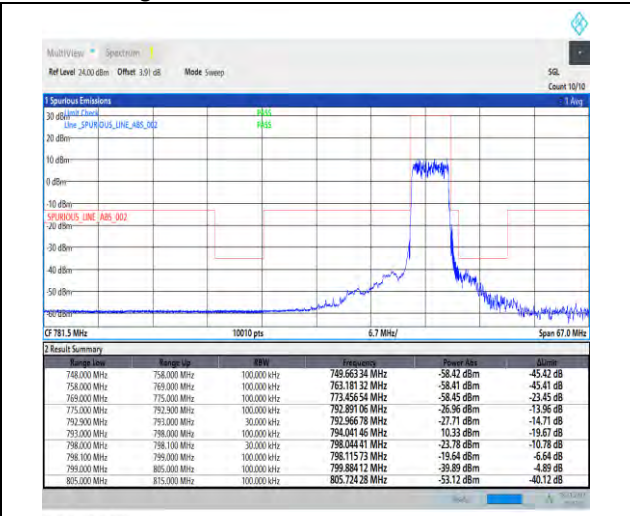 MultiView Spectrum
Ref Level 24.00 dBm Offset 3.91 dB Mode Sweep SGL
Count 10/10
1 Spurious Emissions 1 Avg
30 dBm Limit Check PASS
Line _SPURIOUS_LINE_ABS_002 PASS
20 dBm
10 dBm
0 dBm
-10 dBm
SPURIOUS_LINE_ABS_002
-20 dBm
-30 dBm
-40 dBm
-50 dBm
-60 dBm
CF 781.5 MHz 10010 pts 6.7 MHz/ Span 67.0 MHz
2 Result Summary
Range Low Range Up RBW Frequency Power Abs ΔLimit
748.000 MHz 758.000 MHz 100.000 kHz 749.663 34 MHz -58.42 dBm -45.42 dB
758.000 MHz 769.000 MHz 100.000 kHz 763.181 32 MHz -58.41 dBm -45.41 dB
769.000 MHz 775.000 MHz 100.000 kHz 773.456 54 MHz -58.45 dBm -23.45 dB
775.000 MHz 792.900 MHz 100.000 kHz 792.891 06 MHz -26.96 dBm -13.96 dB
792.900 MHz 793.000 MHz 30.000 kHz 792.966 78 MHz -27.71 dBm -14.71 dB
793.000 MHz 798.000 MHz 100.000 kHz 794.041 46 MHz 10.33 dBm -19.67 dB
798.000 MHz 798.100 MHz 30.000 kHz 798.044 41 MHz -23.78 dBm -10.78 dB
798.100 MHz 799.000 MHz 100.000 kHz 798.115 73 MHz -19.64 dBm -6.64 dB
799.000 MHz 805.000 MHz 100.000 kHz 799.884 12 MHz -39.89 dBm -4.89 dB
805.000 MHz 815.000 MHz 100.000 kHz 805.724 28 MHz -53.12 dBm -40.12 dB